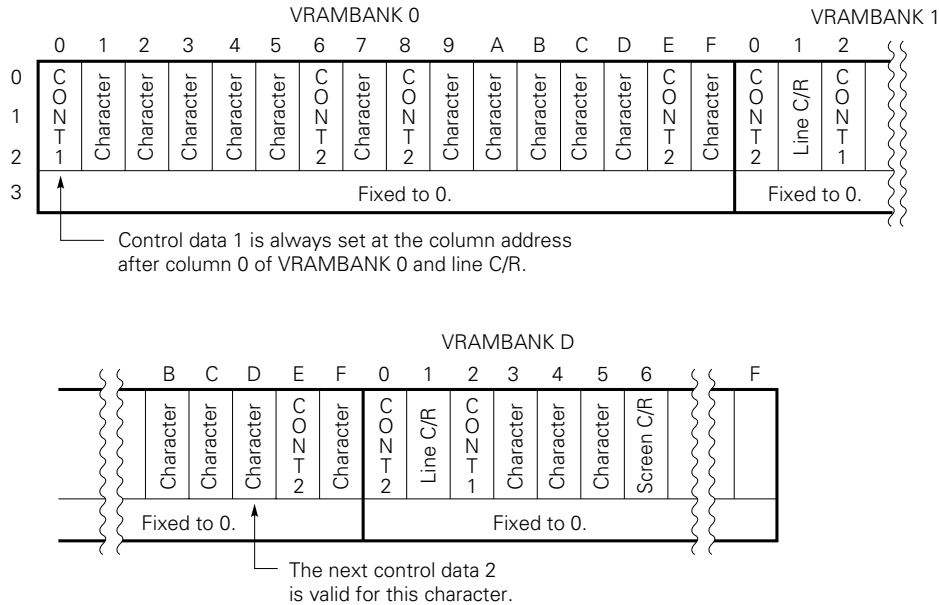 VRAMBANK 0 VRAMBANK 1
0 1 2 3 4 5 6 7 8 9 A B C D E F 0 1 2
0
1
2
3
CONT1 Character Character Character Character Character CONT2 Character CONT2 Character Character Character Character Character CONT2 Character CONT2 Line C/R CONT1
Fixed to 0. Fixed to 0.
Control data 1 is always set at the column address
after column 0 of VRAMBANK 0 and line C/R.
VRAMBANK D
B C D E F 0 1 2 3 4 5 6 F
Character Character Character CONT2 Character CONT2 Line C/R CONT1 Character Character Character Screen C/R
Fixed to 0. Fixed to 0.
The next control data 2
is valid for this character.